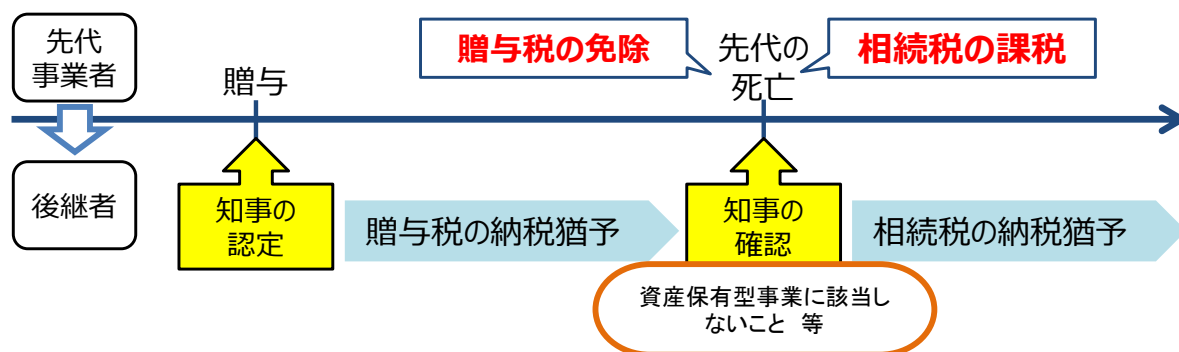 先代
事業者
贈与
贈与税の免除
先代の
死亡
相続税の課税
後継者
知事の
認定
贈与税の納税猶予
知事の
確認
相続税の納税猶予
資産保有型事業に該当し
ないこと 等